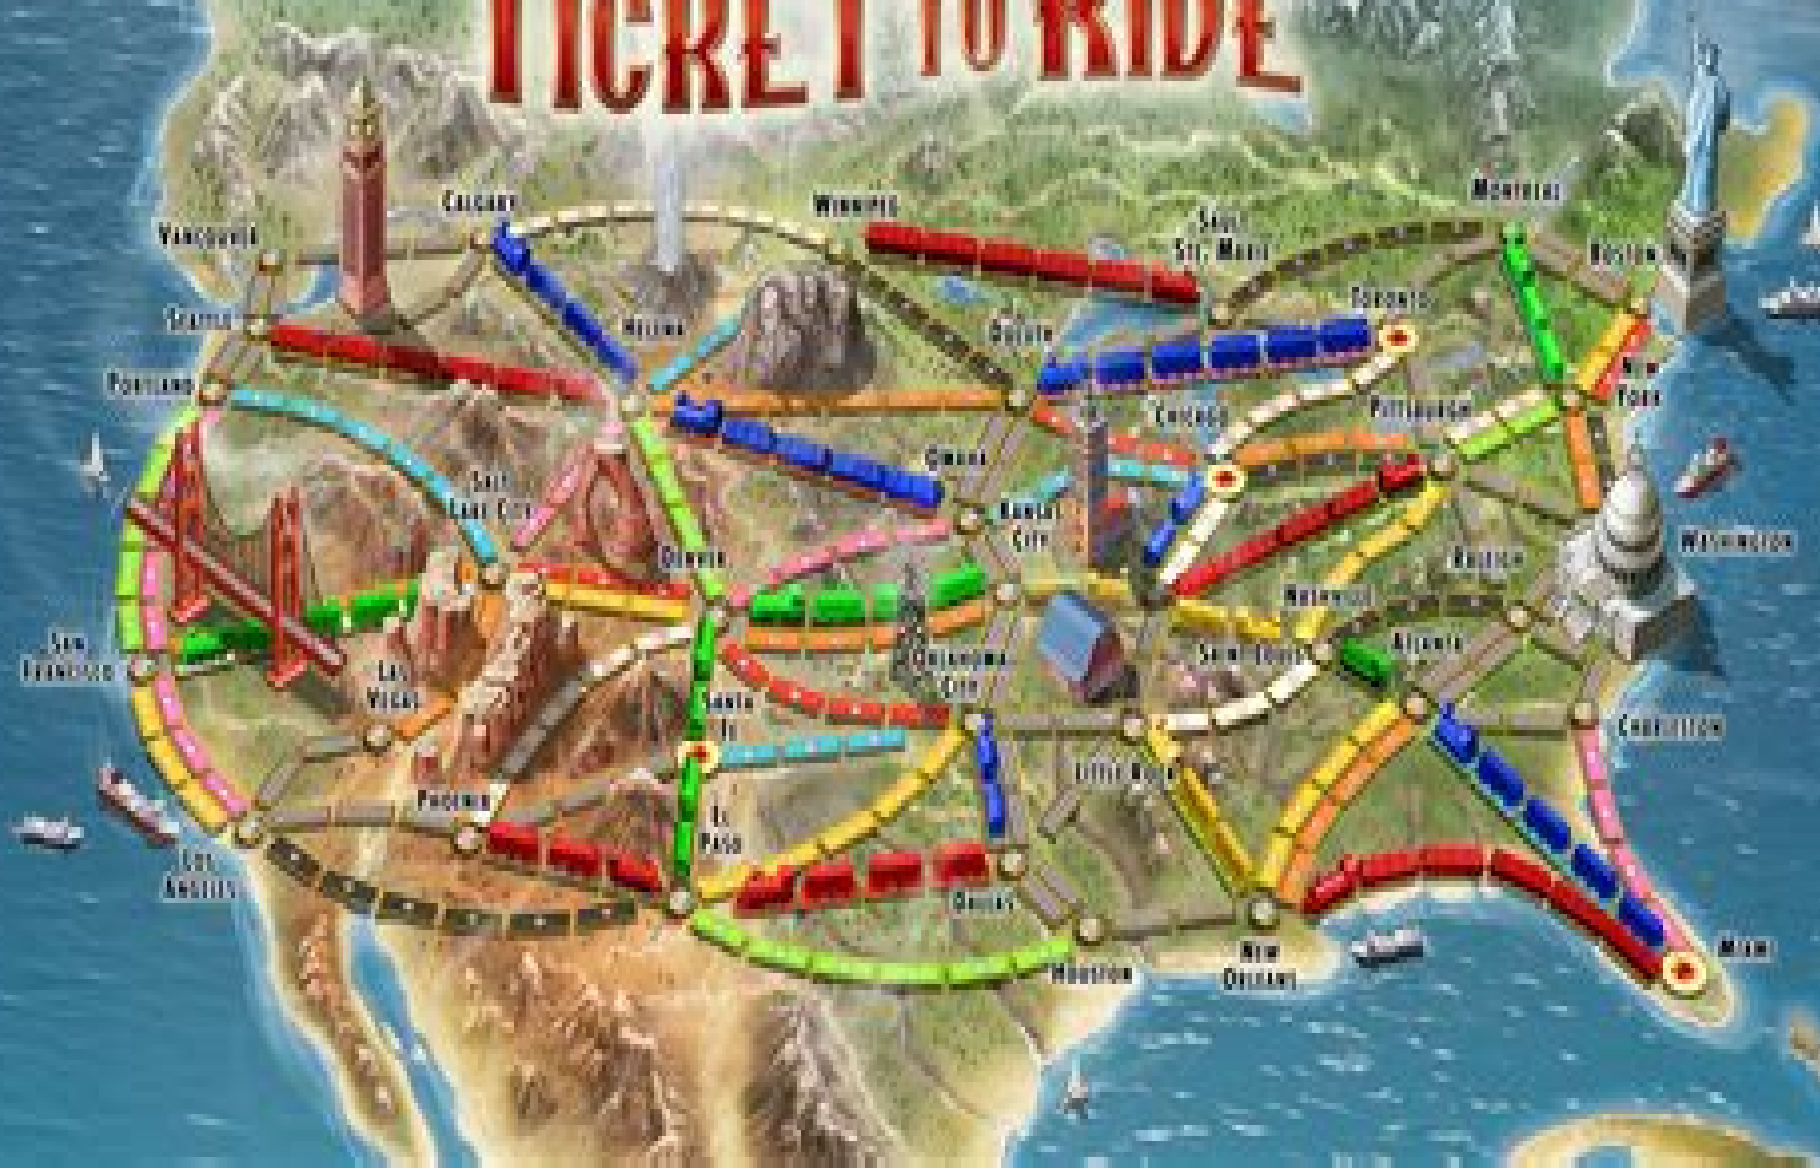 TICKET TO RIDE
CALGARY
WINNIPEG
MONTREAL
VANCOUVER
SAULT
STE. MARIE
BOSTON
SEATTLE
HELENA
DULUTH
TORONTO
PORTLAND
NEW
YORK
CHICAGO
PITTSBURGH
OMAHA
SALT
LAKE CITY
KANSAS
CITY
WASHINGTON
DENVER
RALEIGH
NASHVILLE
SAN
FRANCISCO
LAS
VEGAS
OKLAHOMA
CITY
SAINT LOUIS
ATLANTA
SANTA
FE
CHARLESTON
LITTLE ROCK
PHOENIX
EL
PASO
LOS
ANGELES
DALLAS
HOUSTON
NEW
ORLEANS
MIAMI